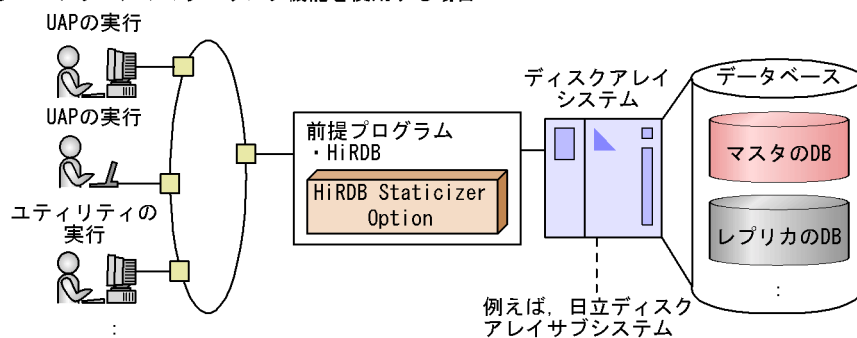 UAPの実行
UAPの実行
ユティリティの
実行
:
前提プログラム
・HiRDB
HiRDB Staticizer
Option
ディスクアレイ
システム
例えば，日立ディスク
アレイサブシステム
データベース
マスタのDB
レプリカのDB
: